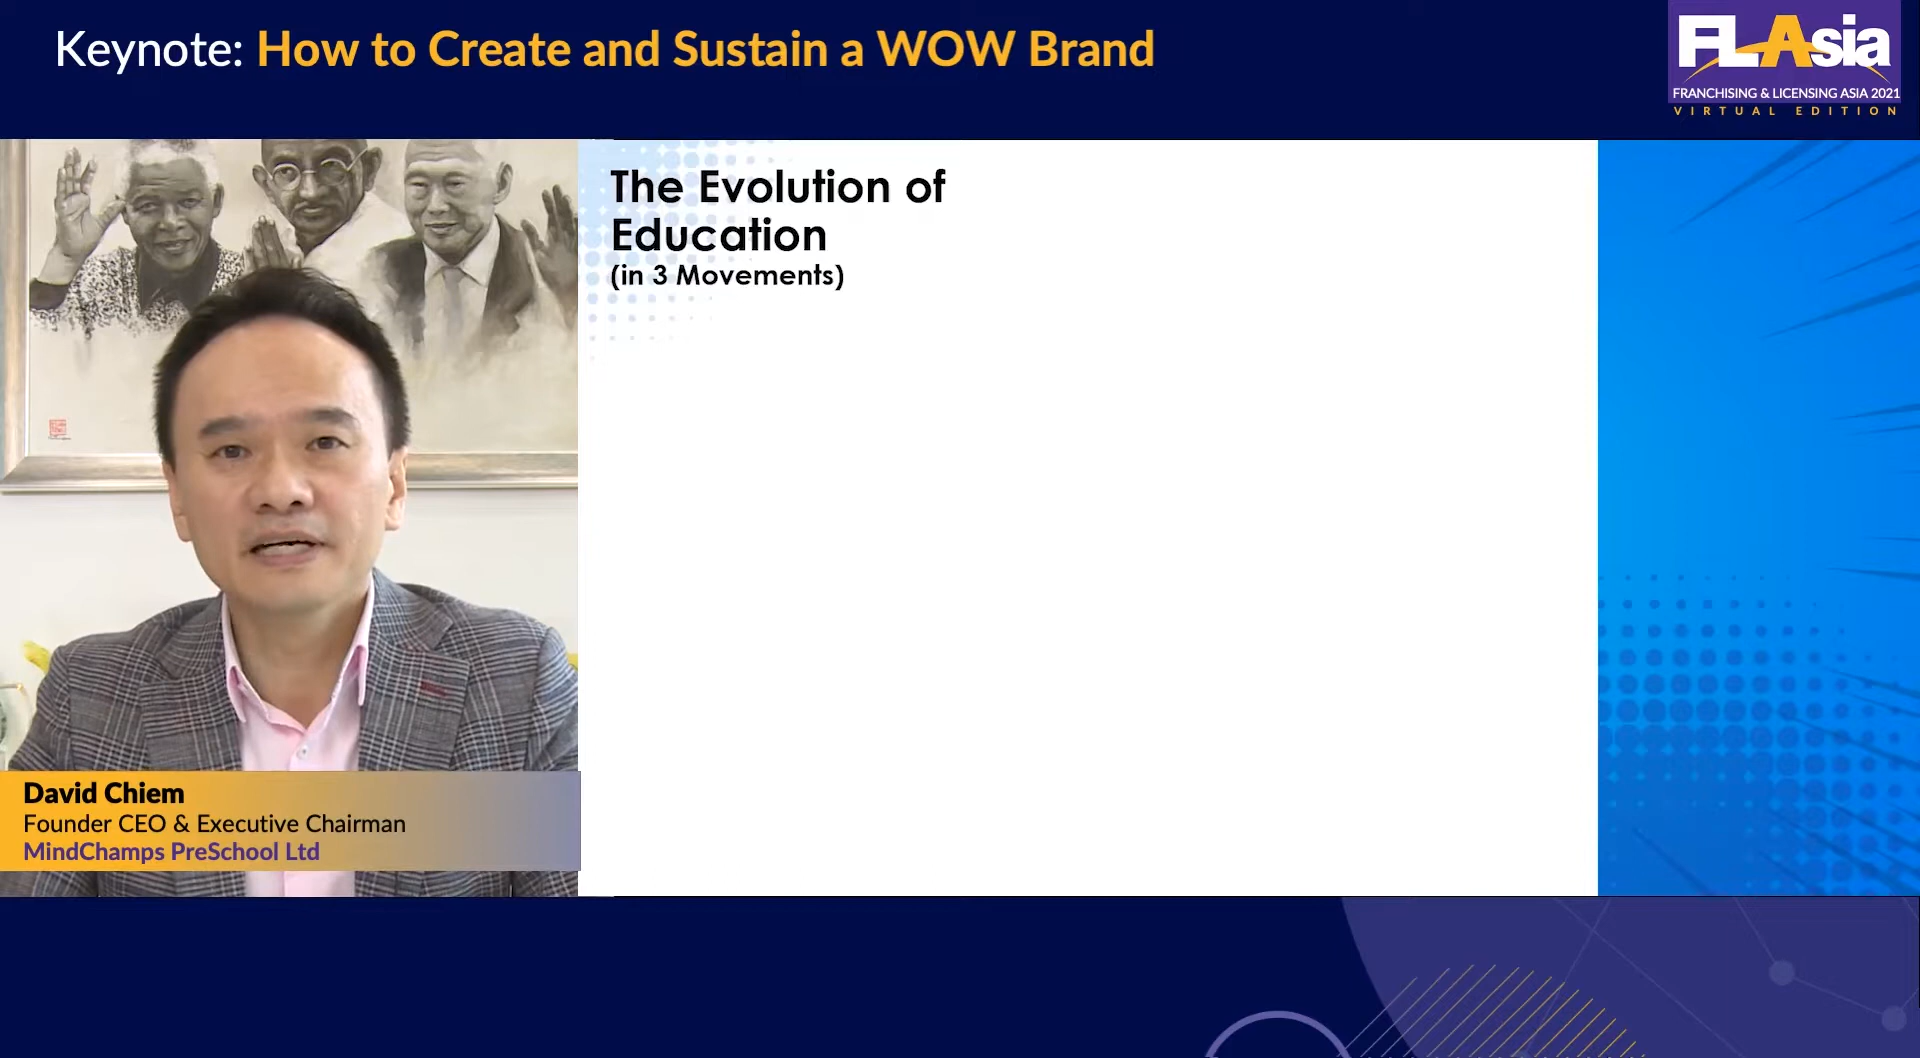 Keynote: How to Create and Sustain a WOW Brand
FLAsia
FRANCHISING & LICENSING ASIA 2021
VIRTUAL EDITION
The Evolution of
Education
(in 3 Movements)
David Chiem
Founder CEO & Executive Chairman
MindChamps PreSchool Ltd